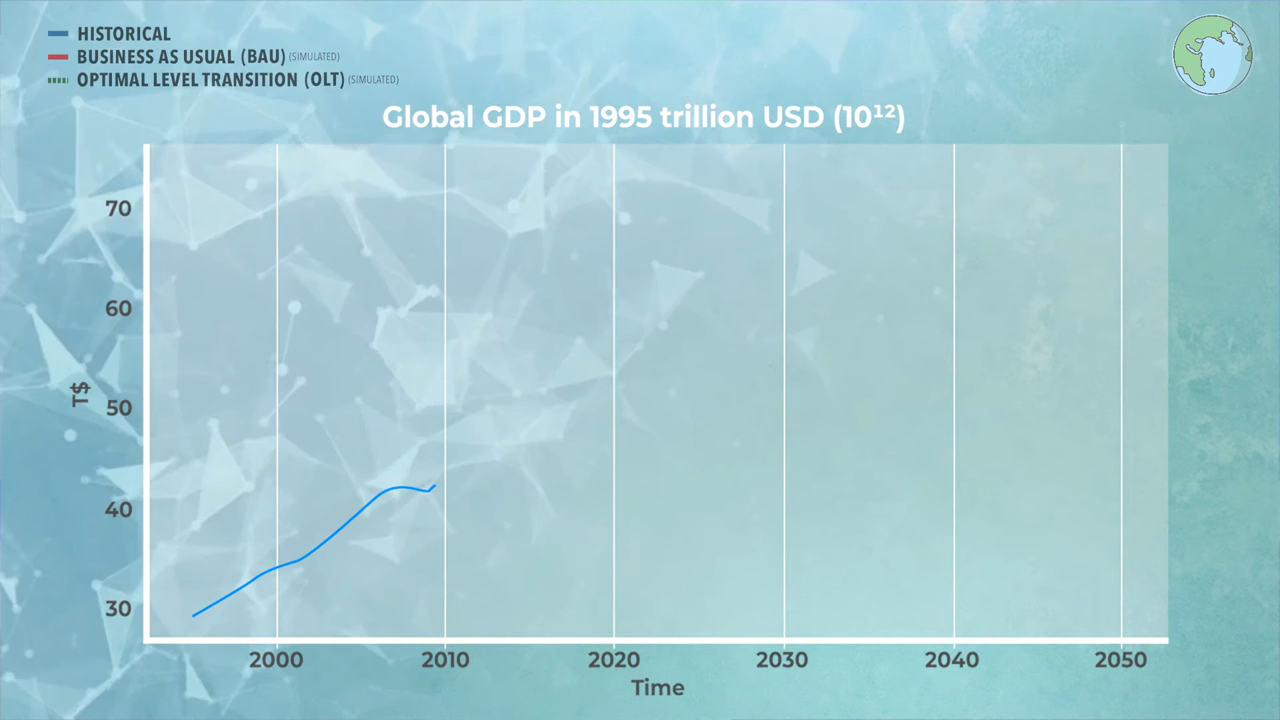 HISTORICAL
BUSINESS AS USUAL (BAU) (SIMULATED)
OPTIMAL LEVEL TRANSITION (OLT) (SIMULATED)
Global GDP in 1995 trillion USD (10¹²)
70
60
T$
50
40
30
2000 2010 2020 2030 2040 2050
Time